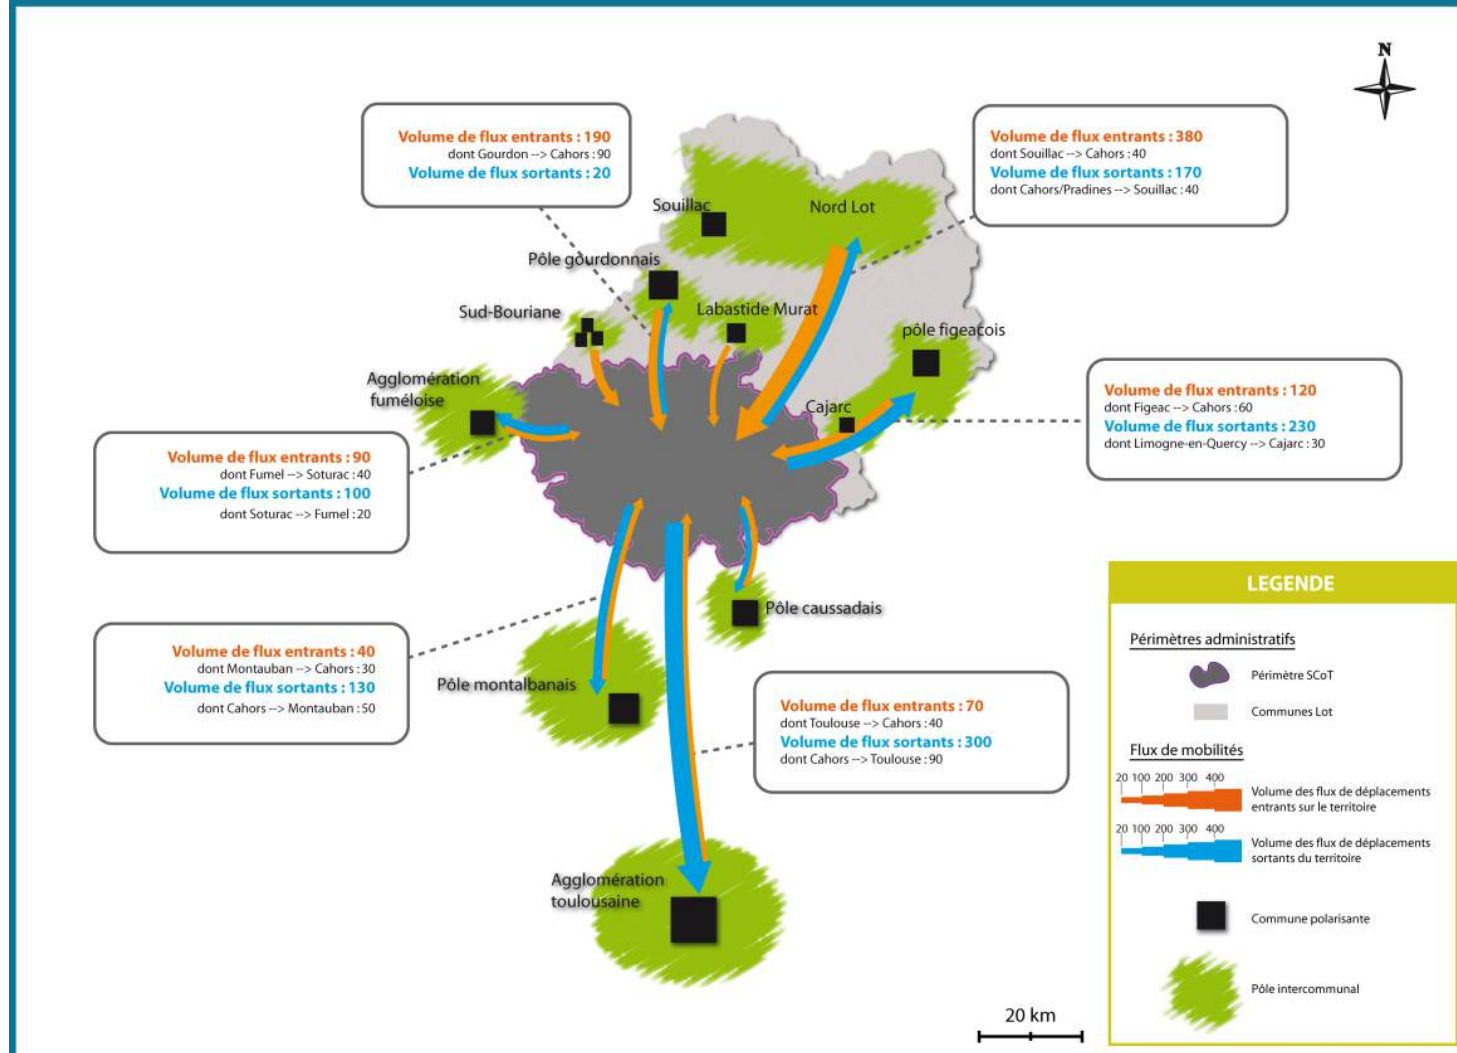 N
Volume de flux entrants : 190
dont Gourdon --> Cahors : 90
Volume de flux sortants : 20
Volume de flux entrants : 380
dont Souillac --> Cahors : 40
Volume de flux sortants : 170
dont Cahors/Pradines --> Souillac : 40
Souillac
Nord Lot
Pôle gourdonnais
Sud-Bouriane
Labastide Murat
pôle figeacois
Agglomération
fuméloise
Cajarc
Volume de flux entrants : 120
dont Figeac --> Cahors : 60
Volume de flux sortants : 230
dont Limogne-en-Quercy --> Cajarc : 30
Volume de flux entrants : 90
dont Fumel --> Soturac : 40
Volume de flux sortants : 100
dont Soturac --> Fumel : 20
Pôle caussadais
Volume de flux entrants : 40
dont Montauban --> Cahors : 30
Volume de flux sortants : 130
dont Cahors --> Montauban : 50
Pôle montalbanais
Volume de flux entrants : 70
dont Toulouse --> Cahors : 40
Volume de flux sortants : 300
dont Cahors --> Toulouse : 90
Agglomération
toulousaine
20 km
LEGENDE
Périmètres administratifs
Périmètre SCoT
Communes Lot
Flux de mobilités
20 100 200 300 400
Volume des flux de déplacements
entrants sur le territoire
20 100 200 300 400
Volume des flux de déplacements
sortants du territoire
Commune polarisante
Pôle intercommunal